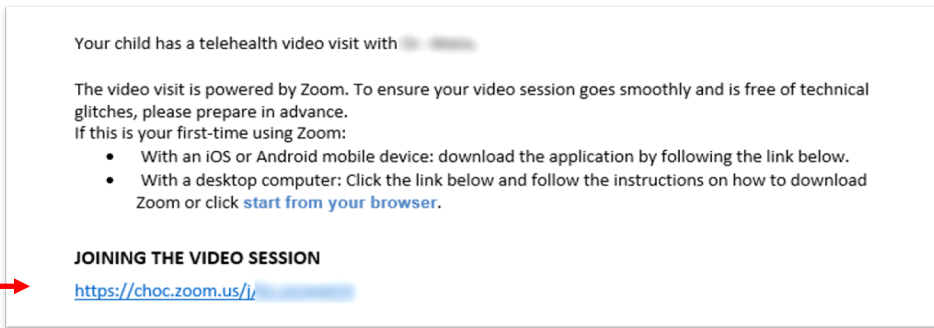 Your child has a telehealth video visit with
The video visit is powered by Zoom. To ensure your video session goes smoothly and is free of technical
glitches, please prepare in advance.
If this is your first-time using Zoom:
• With an iOS or Android mobile device: download the application by following the link below.
• With a desktop computer: Click the link below and follow the instructions on how to download
Zoom or click start from your browser.
JOINING THE VIDEO SESSION
https://choc.zoom.us/j/